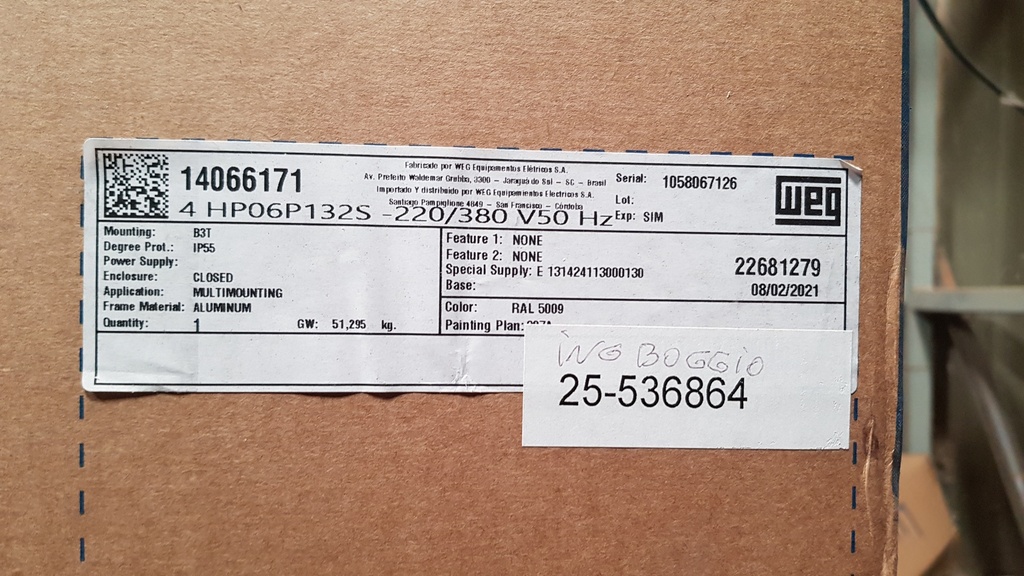 14066171
Fabricado por WEG Equipamentos Elétricos S.A.
Av. Prefeito Waldemar Grubba, 3300 - Jaraguá do Sul - SC - Brasil
Importado Y distribuido por WEG Equipamientos Electricos S.A.
Santiago Pampiglione 4849 - San Francisco - Córdoba
Serial: 1058067126
Lot:
Exp: SIM
weg
4 HP06P132S -220/380 V50 Hz
Mounting: B3T
Degree Prot.: IP55
Power Supply:
Enclosure: CLOSED
Application: MULTIMOUNTING
Frame Material: ALUMINUM
Quantity: 1 GW: 51,295 kg.
Feature 1: NONE
Feature 2: NONE
Special Supply: E 131424113000130
Base:
22681279
08/02/2021
Color: RAL 5009
Painting Plan:
ING BOGGIO
25-536864